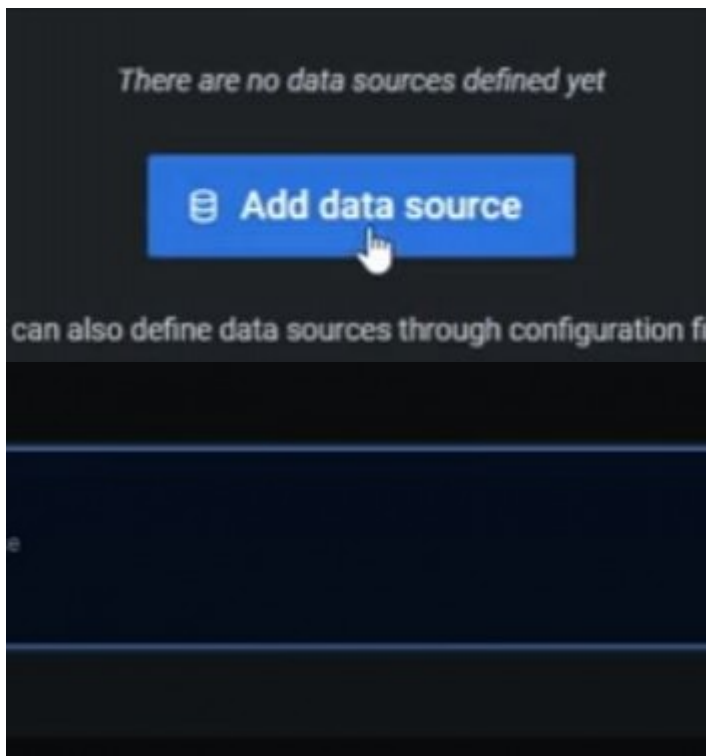 There are no data sources defined yet
Add data source
can also define data sources through configuration fi
e